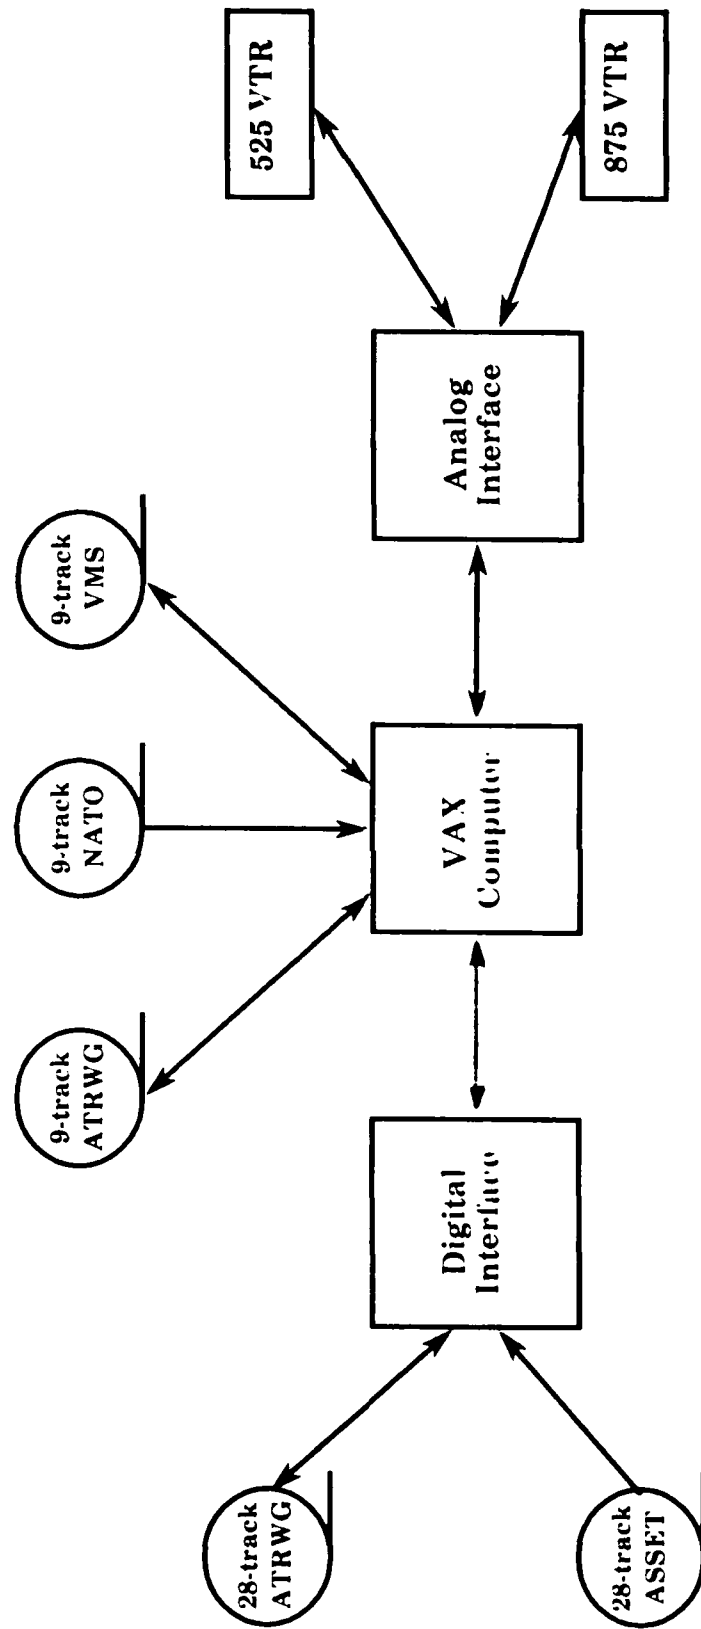 9-track
ATRWG
9-track
NATO
9-track
VMS
28-track
ATRWG
28-track
ASSET
Digital
Interface
VAX
Computer
Analog
Interface
525 VTR
875 VTR